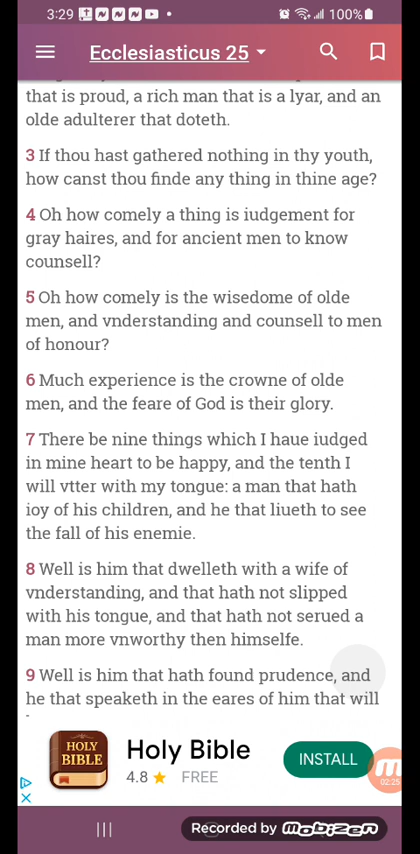 3:29
100%
Ecclesiasticus 25
that is proud, a rich man that is a lyar, and an
olde adulterer that doteth.
3 If thou hast gathered nothing in thy youth,
how canst thou finde any thing in thine age?
4 Oh how comely a thing is iudgement for
gray haires, and for ancient men to know
counsell?
5 Oh how comely is the wisedome of olde
men, and vnderstanding and counsell to men
of honour?
6 Much experience is the crowne of olde
men, and the feare of God is their glory.
7 There be nine things which I haue iudged
in mine heart to be happy, and the tenth I
will vtter with my tongue: a man that hath
ioy of his children, and he that liueth to see
the fall of his enemie.
8 Well is him that dwelleth with a wife of
vnderstanding, and that hath not slipped
with his tongue, and that hath not serued a
man more vnworthy then himselfe.
9 Well is him that hath found prudence, and
he that speaketh in the eares of him that will
HOLY
BIBLE
Holy Bible
4.8 ★ FREE
INSTALL
02:25
Recorded by mobizen